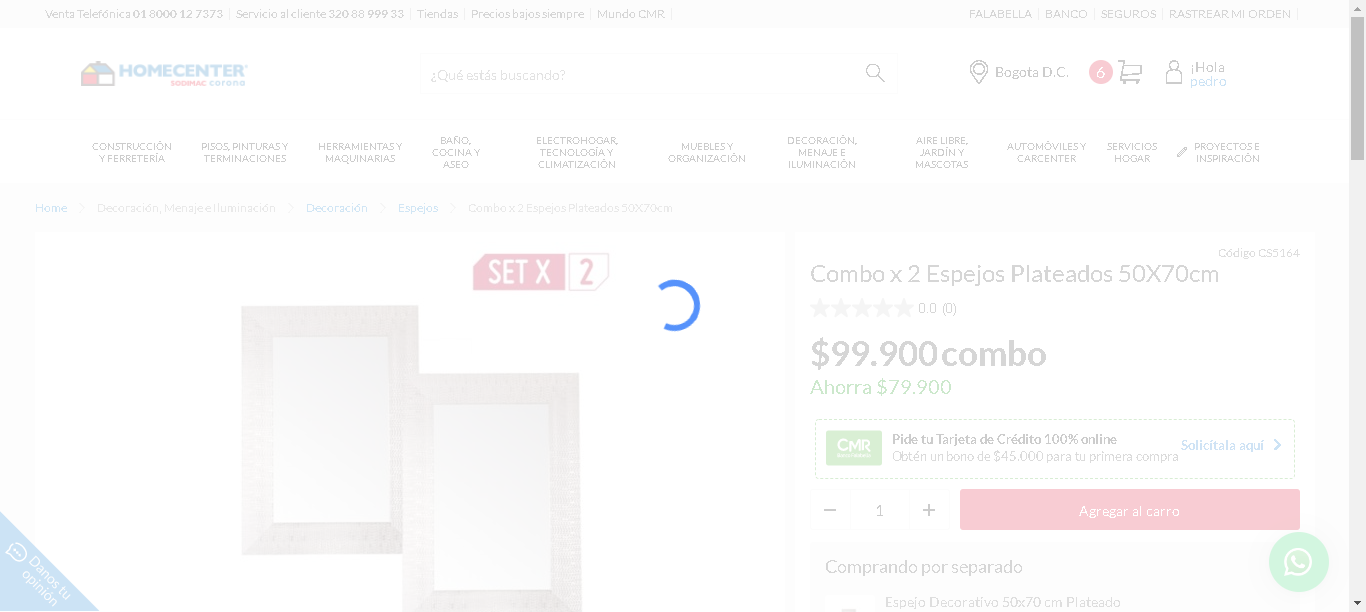 Venta Telefónica 01 8000 12 7373 Servicio al cliente 320 88 999 33 Tiendas Precios bajos siempre Mundo CMR FALABELLA BANCO SEGUROS RASTREAR MI ORDEN
HOMECENTER
SODIMAC corona
¿Qué estás buscando?
Bogota D.C.
6
¡Hola
pedro
CONSTRUCCIÓN
Y FERRETERÍA
PISOS, PINTURAS Y
TERMINACIONES
HERRAMIENTAS Y
MAQUINARIAS
BAÑO,
COCINA Y
ASEO
ELECTROHOGAR,
TECNOLOGÍA Y
CLIMATIZACIÓN
MUEBLES Y
ORGANIZACIÓN
DECORACIÓN,
MENAJE E
ILUMINACIÓN
AIRE LIBRE,
JARDÍN Y
MASCOTAS
AUTOMÓVILES Y
CARCENTER
SERVICIOS
HOGAR
PROYECTOS E
INSPIRACIÓN
Home Decoración, Menaje e Iluminación Decoración Espejos Combo x 2 Espejos Plateados 50X70cm
SET X 2
Código CS5164
Combo x 2 Espejos Plateados 50X70cm
0.0 (0)
$99.900 combo
Ahorra $79.900
CMR
Pide tu Tarjeta de Crédito 100% online
Obtén un bono de $45.000 para tu primera compra
Solicítala aquí
1
Agregar al carro
Comprando por separado
Espejo Decorativo 50x70 cm Plateado
Danos tu
opinión